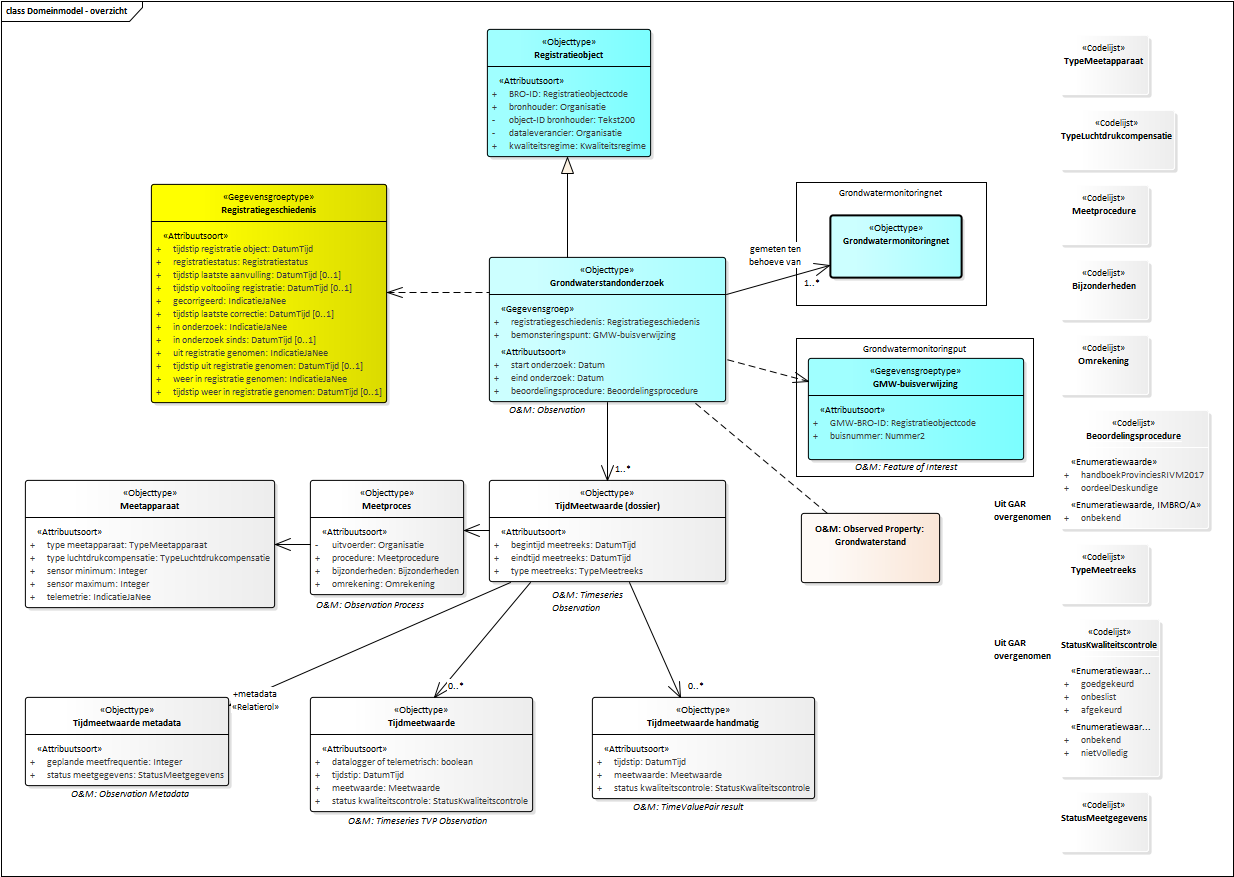 class Domeinmodel - overzicht
«Objecttype»
Registratieobject
«Attribuutsoort»
+ BRO-ID: Registratieobjectcode
+ bronhouder: Organisatie
- object-ID bronhouder: Tekst200
- dataleverancier: Organisatie
+ kwaliteitsregime: Kwaliteitsregime
«Gegevensgroeptype»
Registratiegeschiedenis
«Attribuutsoort»
+ tijdstip registratie object: DatumTijd
+ registratiestatus: Registratiestatus
+ tijdstip laatste aanvulling: DatumTijd [0..1]
+ tijdstip voltooiing registratie: DatumTijd [0..1]
+ gecorrigeerd: IndicatieJaNee
+ tijdstip laatste correctie: DatumTijd [0..1]
+ in onderzoek: IndicatieJaNee
+ in onderzoek sinds: DatumTijd [0..1]
+ uit registratie genomen: IndicatieJaNee
+ tijdstip uit registratie genomen: DatumTijd [0..1]
+ weer in registratie genomen: IndicatieJaNee
+ tijdstip weer in registratie genomen: DatumTijd [0..1]
«Objecttype»
Grondwaterstandonderzoek
«Gegevensgroep»
+ registratiegeschiedenis: Registratiegeschiedenis
+ bemonsteringspunt: GMW-buisverwijzing
«Attribuutsoort»
+ start onderzoek: Datum
+ eind onderzoek: Datum
+ beoordelingsprocedure: Beoordelingsprocedure
O&M: Observation
gemeten ten
behoeve van
1..*
Grondwatermonitoringnet
«Objecttype»
Grondwatermonitoringnet
Grondwatermonitoringput
«Gegevensgroeptype»
GMW-buisverwijzing
«Attribuutsoort»
+ GMW-BRO-ID: Registratieobjectcode
+ buisnummer: Nummer2
O&M: Feature of Interest
1..*
«Objecttype»
Meetapparaat
«Attribuutsoort»
+ type meetapparaat: TypeMeetapparaat
+ type luchtdrukcompensatie: TypeLuchtdrukcompensatie
+ sensor minimum: Integer
+ sensor maximum: Integer
+ telemetrie: IndicatieJaNee
«Objecttype»
Meetproces
«Attribuutsoort»
- uitvoerder: Organisatie
+ procedure: Meetprocedure
+ bijzonderheden: Bijzonderheden
+ omrekening: Omrekening
O&M: Observation Process
«Objecttype»
TijdMeetwaarde (dossier)
«Attribuutsoort»
+ begintijd meetreeks: DatumTijd
+ eindtijd meetreeks: DatumTijd
+ type meetreeks: TypeMeetreeks
O&M: Timeseries
Observation
O&M: Observed Property:
Grondwaterstand
+metadata
«Relatierol»
0..*
0..*
«Objecttype»
Tijdmeetwaarde metadata
«Attribuutsoort»
+ geplande meetfrequentie: Integer
+ status meetgegevens: StatusMeetgegevens
O&M: Observation Metadata
«Objecttype»
Tijdmeetwaarde
«Attribuutsoort»
+ datalogger of telemetrisch: boolean
+ tijdstip: DatumTijd
+ meetwaarde: Meetwaarde
+ status kwaliteitscontrole: StatusKwaliteitscontrole
O&M: Timeseries TVP Observation
«Objecttype»
Tijdmeetwaarde handmatig
«Attribuutsoort»
+ tijdstip: DatumTijd
+ meetwaarde: Meetwaarde
+ status kwaliteitscontrole: StatusKwaliteitscontrole
O&M: TimeValuePair result
«Codelijst»
TypeMeetapparaat
«Codelijst»
TypeLuchtdrukcompensatie
«Codelijst»
Meetprocedure
«Codelijst»
Bijzonderheden
«Codelijst»
Omrekening
«Codelijst»
Beoordelingsprocedure
«Enumeratiewaarde»
+ handboekProvinciesRIVM2017
+ oordeelDeskundige
«Enumeratiewaarde, IMBRO/A»
+ onbekend
Uit GAR
overgenomen
«Codelijst»
TypeMeetreeks
«Codelijst»
StatusKwaliteitscontrole
«Enumeratiewaar...
+ goedgekeurd
+ onbeslist
+ afgekeurd
«Enumeratiewaar...
+ onbekend
+ nietVolledig
Uit GAR
overgenomen
«Codelijst»
StatusMeetgegevens